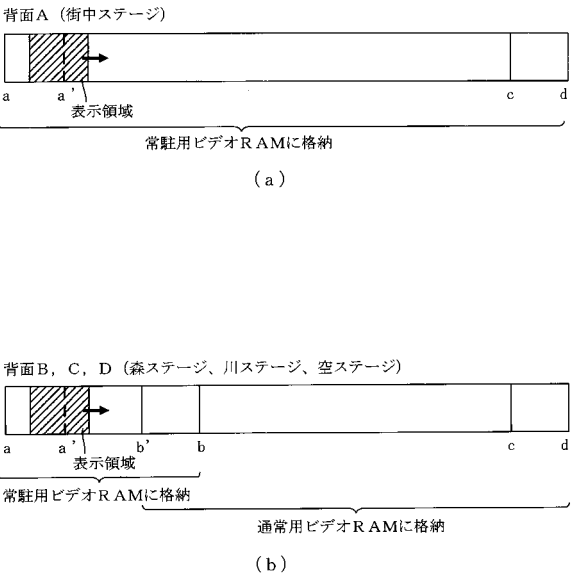 背面A(街中ステージ)
a a' c d
表示領域
常駐用ビデオRAMに格納
(a)
背面B, C, D(森ステージ、川ステージ、空ステージ)
a a' b' b c d
表示領域
常駐用ビデオRAMに格納
通常用ビデオRAMに格納
(b)